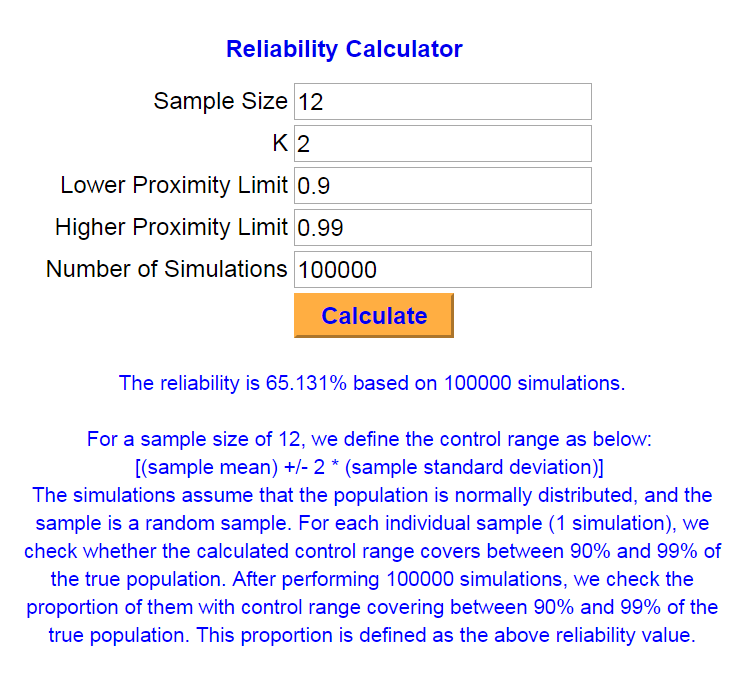 Reliability Calculator
Sample Size 12
K 2
Lower Proximity Limit 0.9
Higher Proximity Limit 0.99
Number of Simulations 100000
Calculate
The reliability is 65.131% based on 100000 simulations.
For a sample size of 12, we define the control range as below:
[(sample mean) +/- 2 * (sample standard deviation)]
The simulations assume that the population is normally distributed, and the
sample is a random sample. For each individual sample (1 simulation), we
check whether the calculated control range covers between 90% and 99% of
the true population. After performing 100000 simulations, we check the
proportion of them with control range covering between 90% and 99% of the
true population. This proportion is defined as the above reliability value.